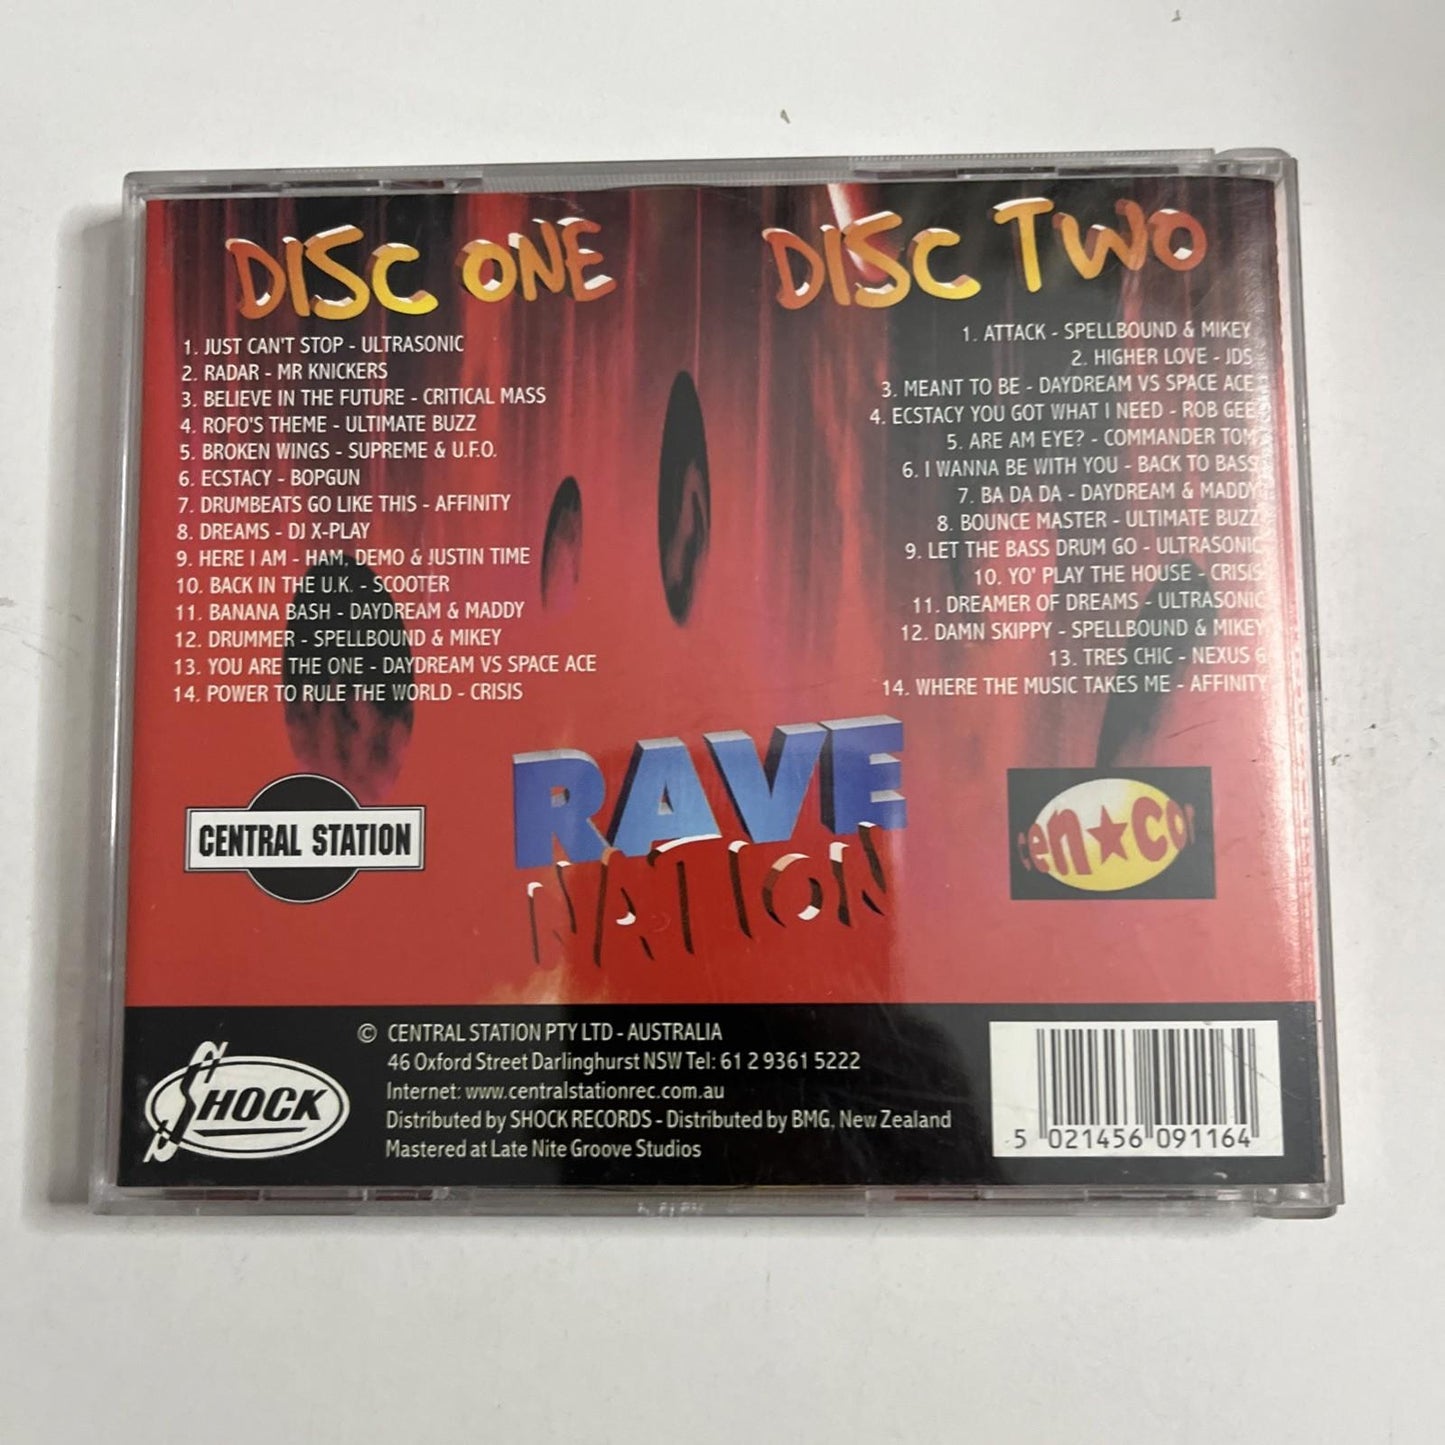 DISC ONE
1. JUST CAN'T STOP - ULTRASONIC
2. RADAR - MR KNICKERS
3. BELIEVE IN THE FUTURE - CRITICAL MASS
4. ROFO'S THEME - ULTIMATE BUZZ
5. BROKEN WINGS - SUPREME & U.F.O.
6. ECSTACY - BOPGUN
7. DRUMBEATS GO LIKE THIS - AFFINITY
8. DREAMS - DJ X-PLAY
9. HERE I AM - HAM, DEMO & JUSTIN TIME
10. BACK IN THE U.K. - SCOOTER
11. BANANA BASH - DAYDREAM & MADDY
12. DRUMMER - SPELLBOUND & MIKEY
13. YOU ARE THE ONE - DAYDREAM VS SPACE ACE
14. POWER TO RULE THE WORLD - CRISIS
DISC TWO
1. ATTACK - SPELLBOUND & MIKEY
2. HIGHER LOVE - JDS
3. MEANT TO BE - DAYDREAM VS SPACE ACE
4. ECSTACY YOU GOT WHAT I NEED - ROB GEE
5. ARE AM EYE? - COMMANDER TOM
6. I WANNA BE WITH YOU - BACK TO BASS
7. BA DA DA - DAYDREAM & MADDY
8. BOUNCE MASTER - ULTIMATE BUZZ
9. LET THE BASS DRUM GO - ULTRASONIC
10. YO' PLAY THE HOUSE - CRISIS
11. DREAMER OF DREAMS - ULTRASONIC
12. DAMN SKIPPY - SPELLBOUND & MIKEY
13. TRES CHIC - NEXUS 6
14. WHERE THE MUSIC TAKES ME - AFFINITY
CENTRAL STATION
RAVE
NATION
cen★cor
SHOCK
© CENTRAL STATION PTY LTD - AUSTRALIA
46 Oxford Street Darlinghurst NSW Tel: 61 2 9361 5222
Internet: www.centralstationrec.com.au
Distributed by SHOCK RECORDS - Distributed by BMG, New Zealand
Mastered at Late Nite Groove Studios
5 021456 091164